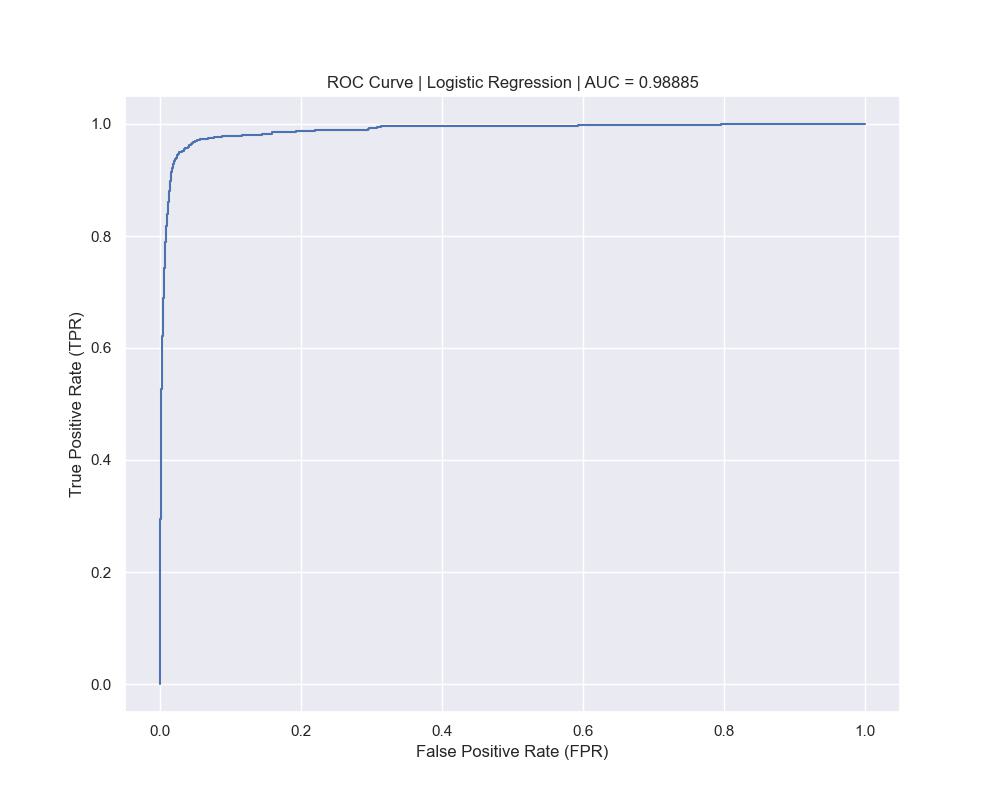 ROC Curve | Logistic Regression | AUC = 0.98885
True Positive Rate (TPR)
1.0
0.8
0.6
0.4
0.2
0.0
0.0 0.2 0.4 0.6 0.8 1.0
False Positive Rate (FPR)